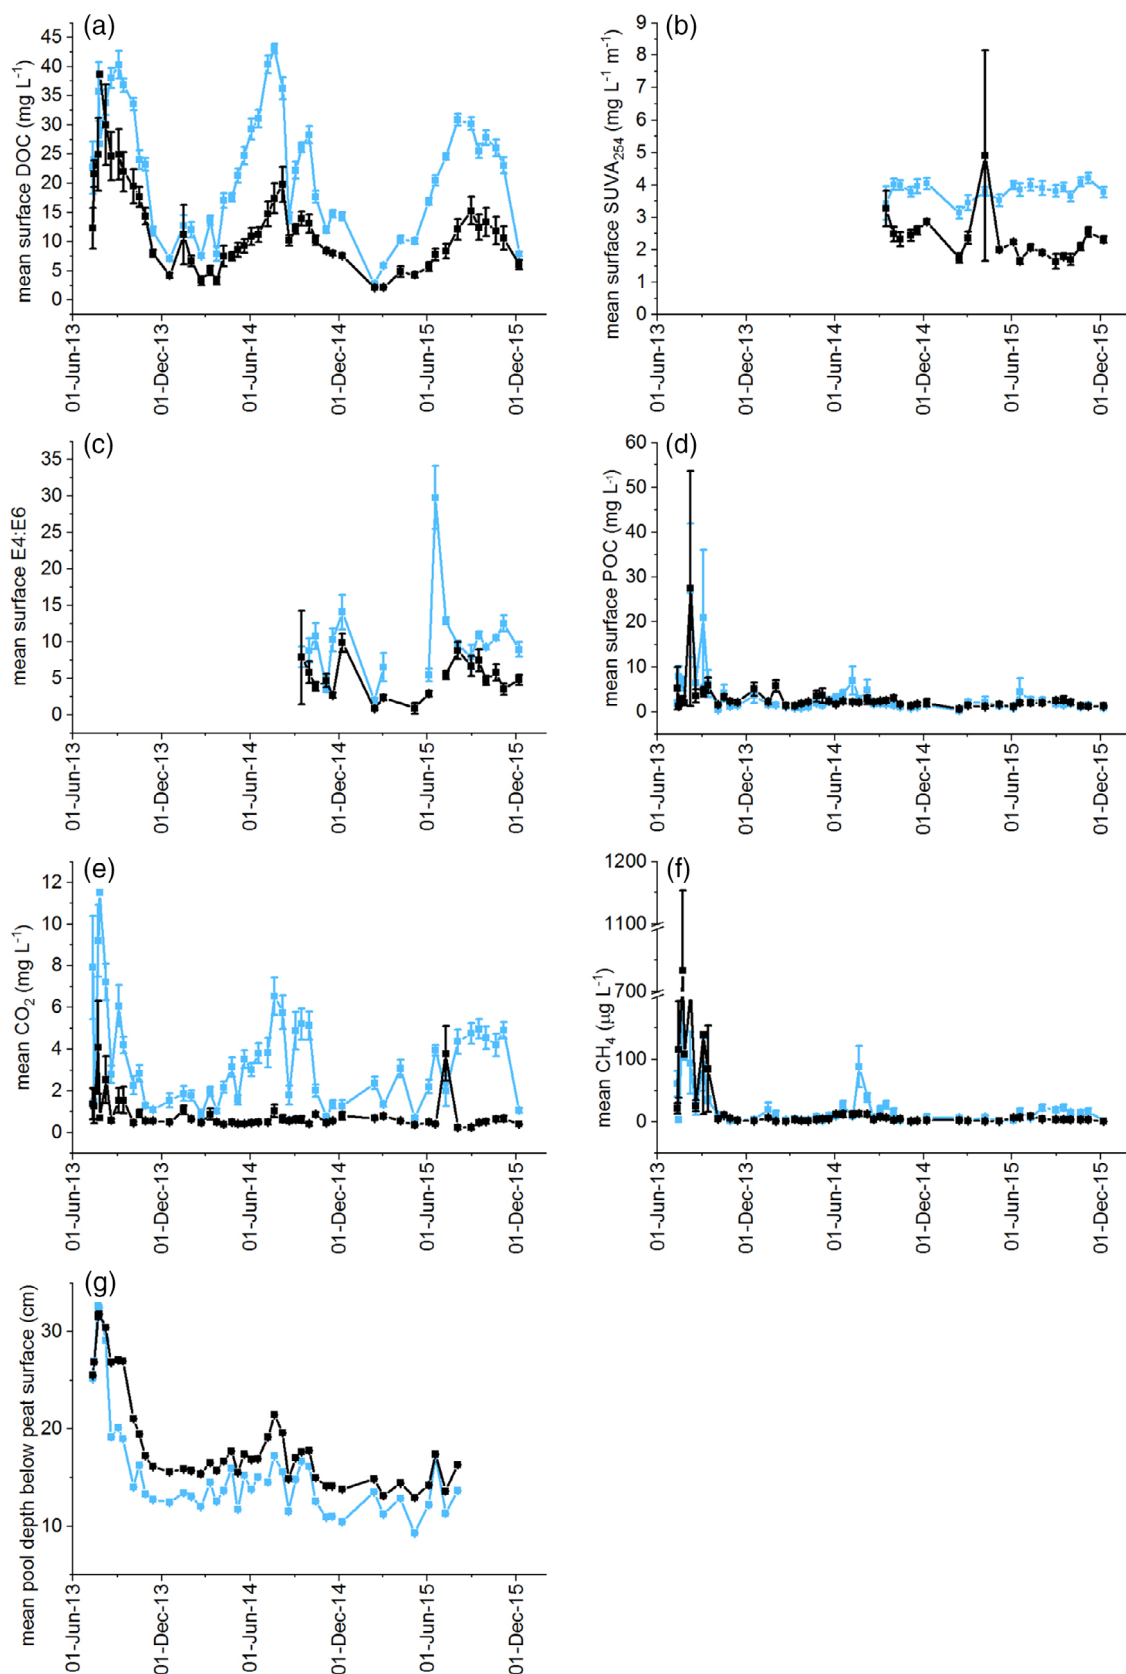 (a)
mean surface DOC (mg L⁻¹)
45
40
35
30
25
20
15
10
5
0
01-Jun-13
01-Dec-13
01-Jun-14
01-Dec-14
01-Jun-15
01-Dec-15
(b)
mean surface SUVA₂₅₄ (mg L⁻¹ m⁻¹)
9
8
7
6
5
4
3
2
1
0
01-Jun-13
01-Dec-13
01-Jun-14
01-Dec-14
01-Jun-15
01-Dec-15
(c)
mean surface E4:E6
35
30
25
20
15
10
5
0
01-Jun-13
01-Dec-13
01-Jun-14
01-Dec-14
01-Jun-15
01-Dec-15
(d)
mean surface POC (mg L⁻¹)
60
50
40
30
20
10
0
01-Jun-13
01-Dec-13
01-Jun-14
01-Dec-14
01-Jun-15
01-Dec-15
(e)
mean CO₂ (mg L⁻¹)
12
10
8
6
4
2
0
01-Jun-13
01-Dec-13
01-Jun-14
01-Dec-14
01-Jun-15
01-Dec-15
(f)
mean CH₄ (µg L⁻¹)
1200
1100
700
100
0
01-Jun-13
01-Dec-13
01-Jun-14
01-Dec-14
01-Jun-15
01-Dec-15
(g)
mean pool depth below peat surface (cm)
30
20
10
01-Jun-13
01-Dec-13
01-Jun-14
01-Dec-14
01-Jun-15
01-Dec-15